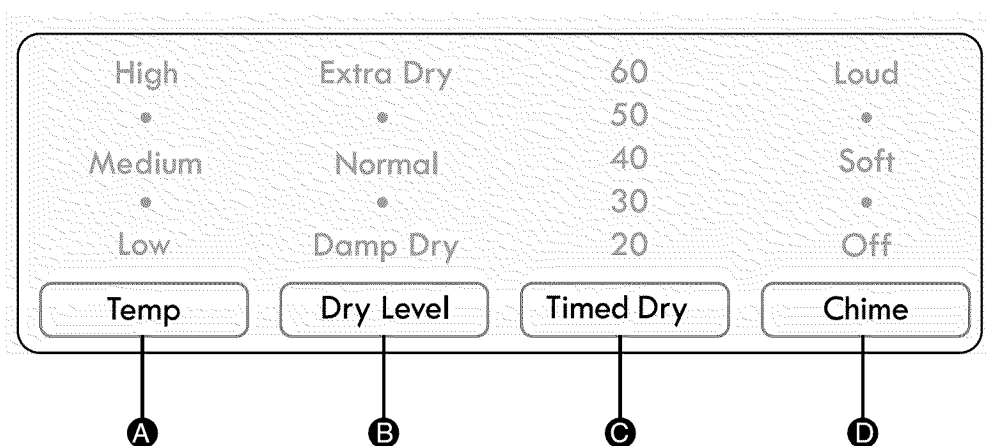 High Extra Dry 60 Loud
50
Medium Normal 40 Soft
30
Low Damp Dry 20 Off
Temp Dry Level Timed Dry Chime
A B C D